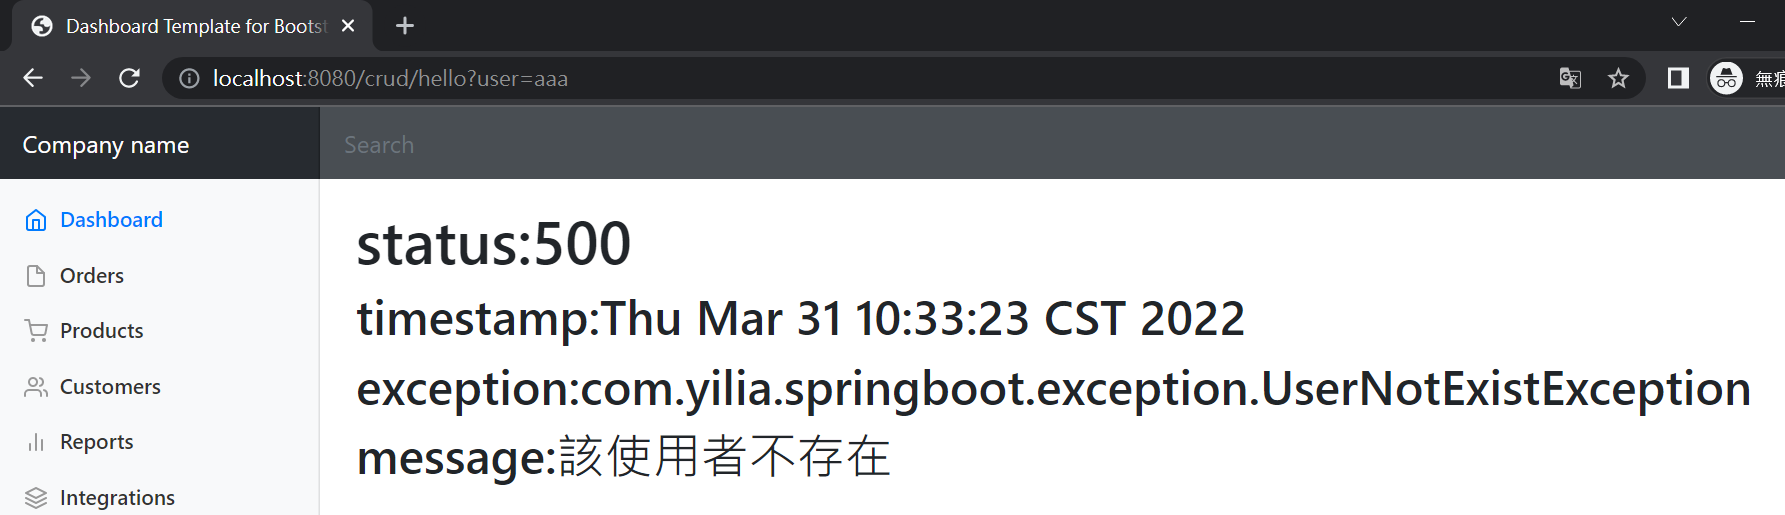 Dashboard Template for Bootst
localhost:8080/crud/hello?user=aaa
無痕
Company name
Search
Dashboard
Orders
Products
Customers
Reports
Integrations
status:500
timestamp:Thu Mar 31 10:33:23 CST 2022
exception:com.yilia.springboot.exception.UserNotExistException
message:該使用者不存在